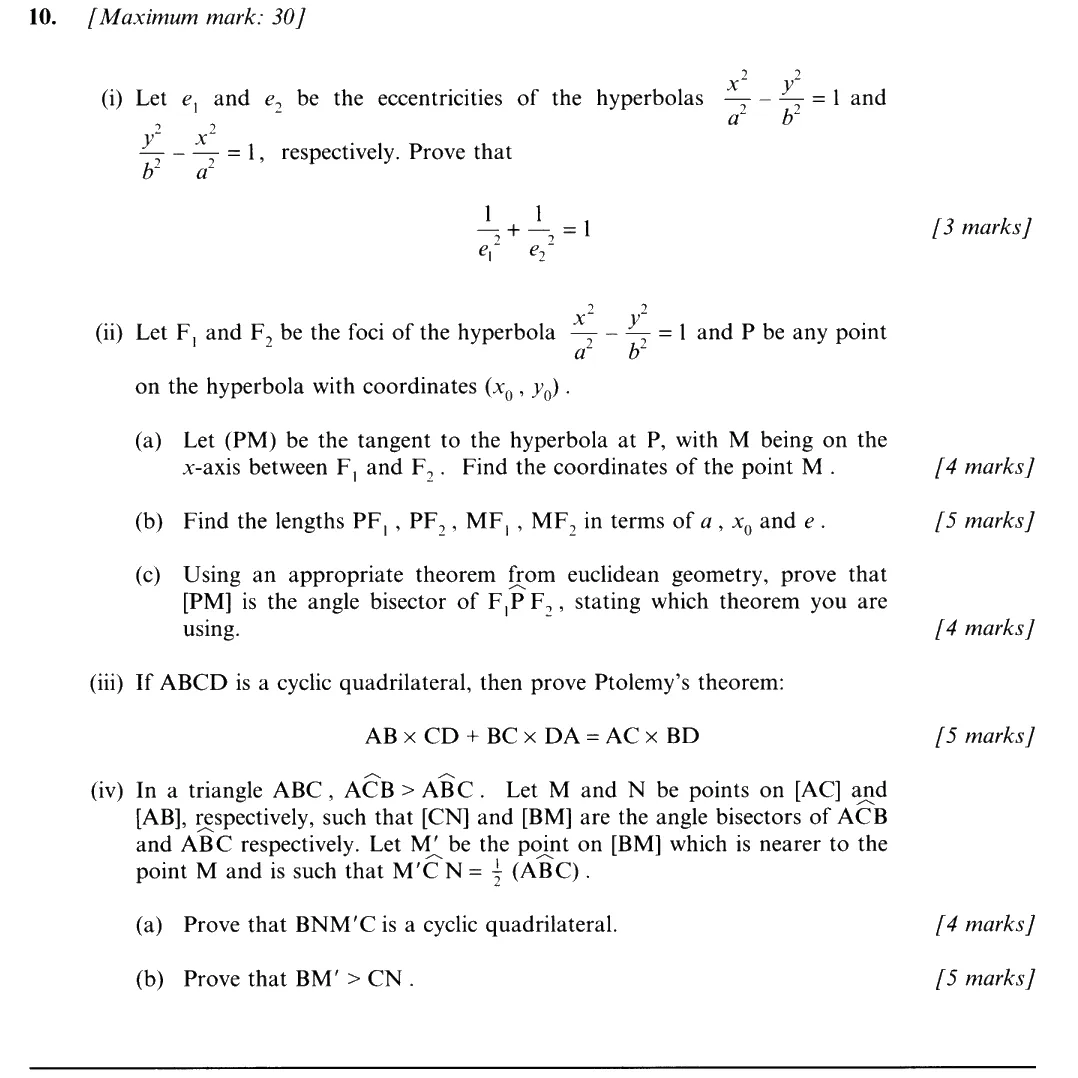 10. [Maximum mark: 30]
(i) Let e₁ and e₂ be the eccentricities of the hyperbolas x²/a² − y²/b² = 1 and
y²/b² − x²/a² = 1, respectively. Prove that
1/e₁² + 1/e₂² = 1 [3 marks]
(ii) Let F₁ and F₂ be the foci of the hyperbola x²/a² − y²/b² = 1 and P be any point
on the hyperbola with coordinates (x₀ , y₀) .
(a) Let (PM) be the tangent to the hyperbola at P, with M being on the
x-axis between F₁ and F₂ . Find the coordinates of the point M . [4 marks]
(b) Find the lengths PF₁ , PF₂ , MF₁ , MF₂ in terms of a , x₀ and e . [5 marks]
(c) Using an appropriate theorem from euclidean geometry, prove that
[PM] is the angle bisector of F₁P̂F₂ , stating which theorem you are
using. [4 marks]
(iii) If ABCD is a cyclic quadrilateral, then prove Ptolemy's theorem:
AB × CD + BC × DA = AC × BD [5 marks]
(iv) In a triangle ABC , AĈB > AB̂C . Let M and N be points on [AC] and
[AB], respectively, such that [CN] and [BM] are the angle bisectors of AĈB
and AB̂C respectively. Let M′ be the point on [BM] which is nearer to the
point M and is such that M′ĈN = ½ (AB̂C) .
(a) Prove that BNM′C is a cyclic quadrilateral. [4 marks]
(b) Prove that BM′ > CN . [5 marks]